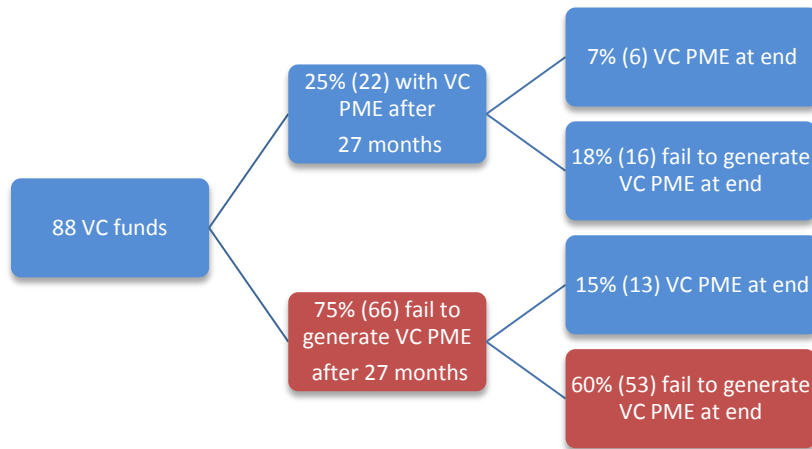 88 VC funds
25% (22) with VC
PME after
27 months
75% (66) fail to
generate VC PME
after 27 months
7% (6) VC PME at end
18% (16) fail to generate
VC PME at end
15% (13) VC PME at end
60% (53) fail to generate
VC PME at end